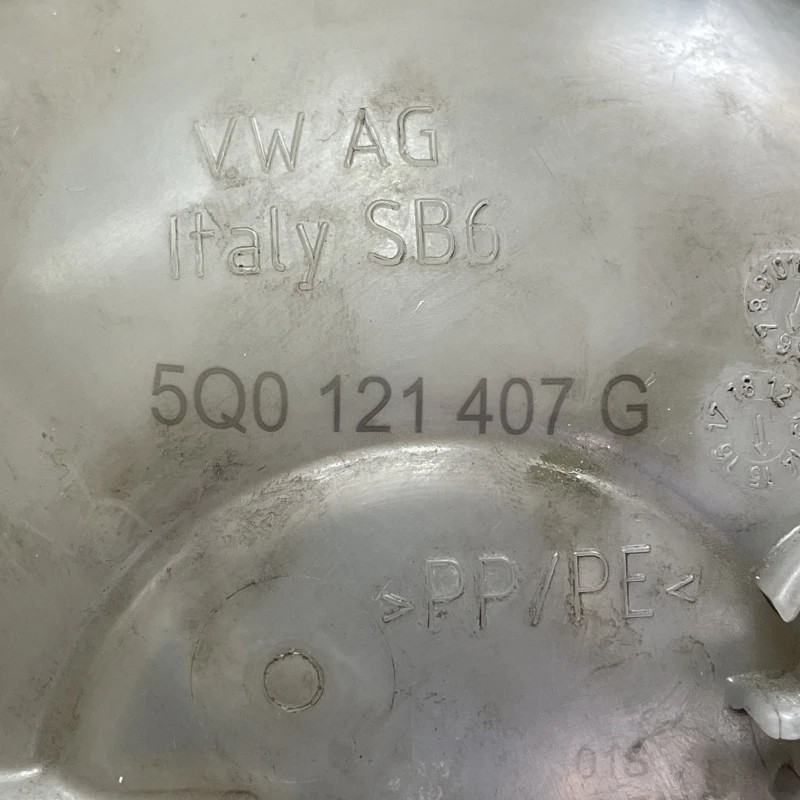 VW AG
Italy SB6
5Q0 121 407 G
>PP/PE<